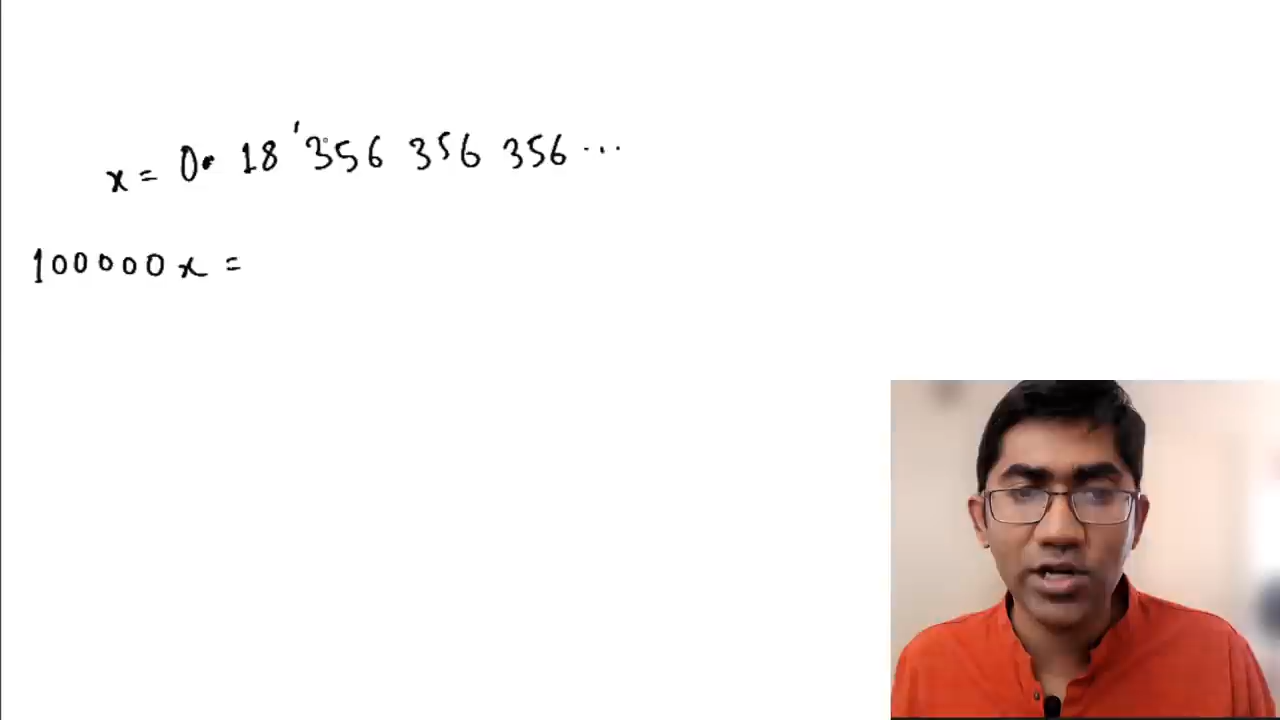 x = 0. 18 ' 356 356 356 ...
100000 x =